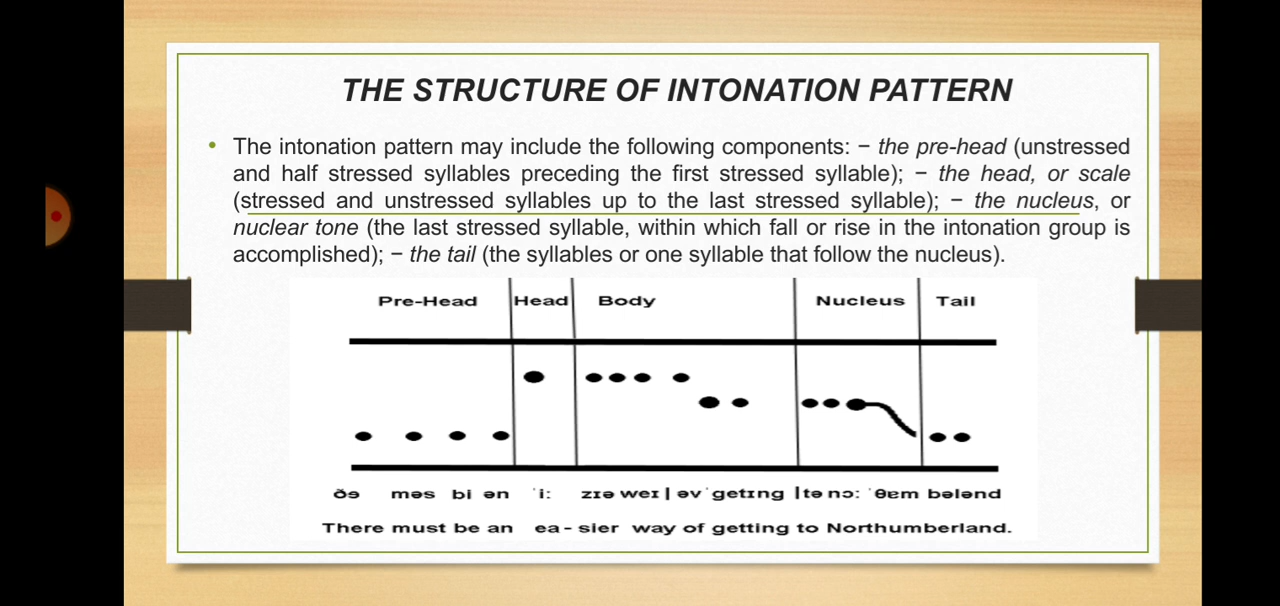 THE STRUCTURE OF INTONATION PATTERN
• The intonation pattern may include the following components: − the pre-head (unstressed
and half stressed syllables preceding the first stressed syllable); − the head, or scale
(stressed and unstressed syllables up to the last stressed syllable); − the nucleus, or
nuclear tone (the last stressed syllable, within which fall or rise in the intonation group is
accomplished); − the tail (the syllables or one syllable that follow the nucleus).
Pre-Head Head Body Nucleus Tail
ðə məs bi ən ˈi: zɪə weɪ | əv ˈgetɪŋg | tə nɔ: ˈθɐm bələnd
There must be an ea - sier way of getting to Northumberland.